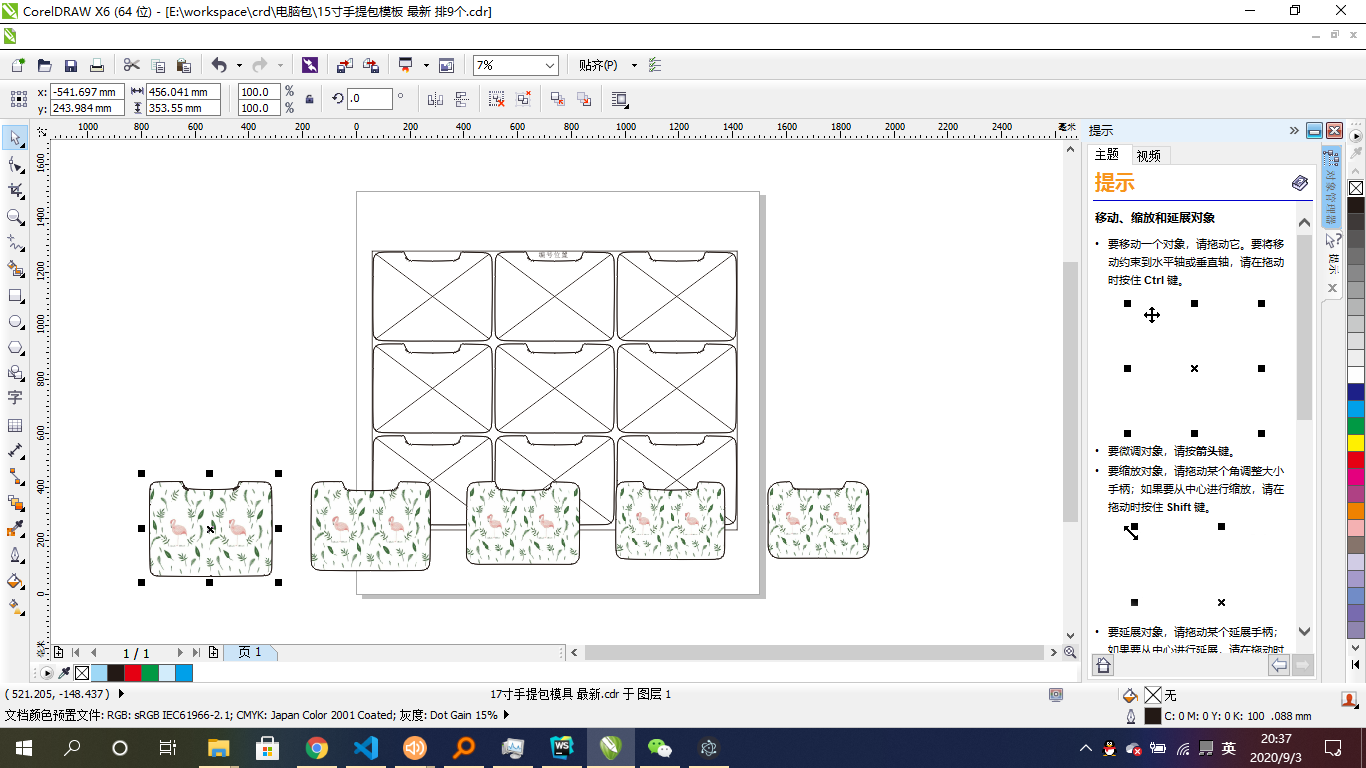 CorelDRAW X6 (64 位) - [E:\workspace\crd\电脑包\15寸手提包模板 最新 排9个.cdr]
7%
贴齐(P)
x: -541.697 mm
y: 243.984 mm
456.041 mm
353.55 mm
100.0 %
100.0 %
.0 °
1000 800 600 400 200 0 200 400 600 800 1000 1200 1400 1600 1800 2000 2200 2400 毫米
1600
1400
1200
1000
800
600
400
200
0
编号位置
提示
主题
视频
提示
移动、缩放和延展对象
• 要移动一个对象，请拖动它。要将移
动约束到水平轴或垂直轴，请在拖动
时按住 Ctrl 键。
• 要微调对象，请按箭头键。
• 要缩放对象，请拖动某个角调整大小
手柄；如果要从中心进行缩放，请在
拖动时按住 Shift 键。
• 要延展对象，请拖动某个延展手柄；
如果要从中心进行延展，请在拖动时
对象管理器
提示
1 / 1
页 1
( 521.205, -148.437 )
17寸手提包模具 最新.cdr 于 图层 1
无
文档颜色预置文件: RGB: sRGB IEC61966-2.1; CMYK: Japan Color 2001 Coated; 灰度: Dot Gain 15%
C: 0 M: 0 Y: 0 K: 100 .088 mm
WS
英
20:37
2020/9/3